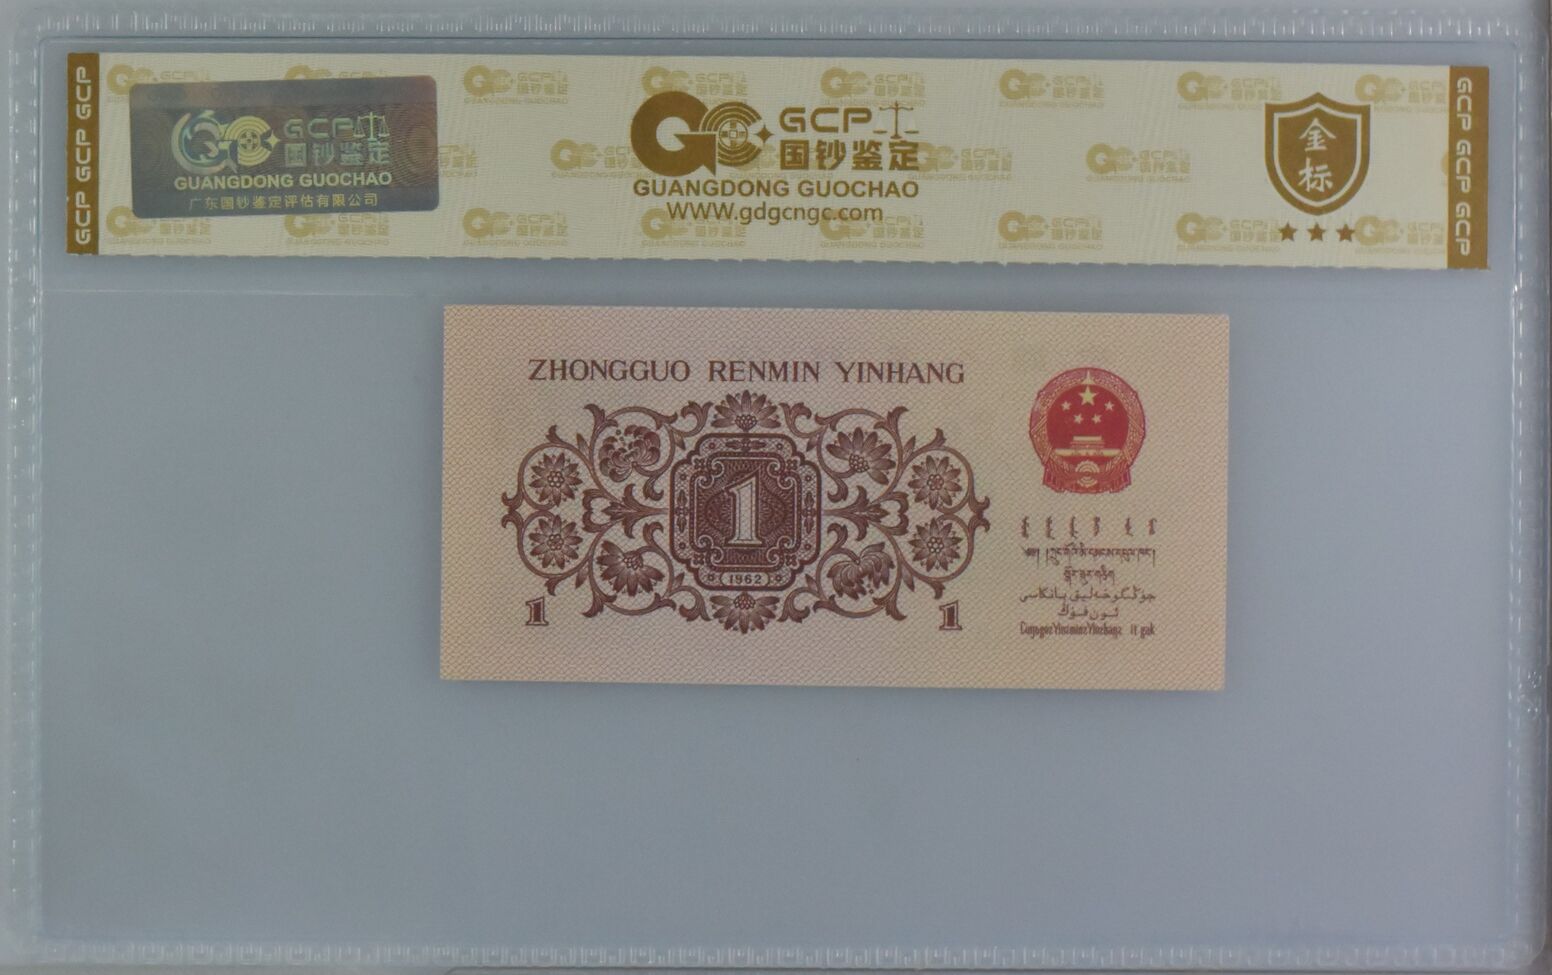 GCP GCP GCP
GCP
国钞鉴定
GUANGDONG GUOCHAO
广东国钞鉴定评估有限公司
GCP
国钞鉴定
GUANGDONG GUOCHAO
WWW.gdgcngc.com
金
标
GCP GCP GCP
ZHONGGUO RENMIN YINHANG
1
(1962)
1
1
جۇڭگوخەلىق بانكاسى